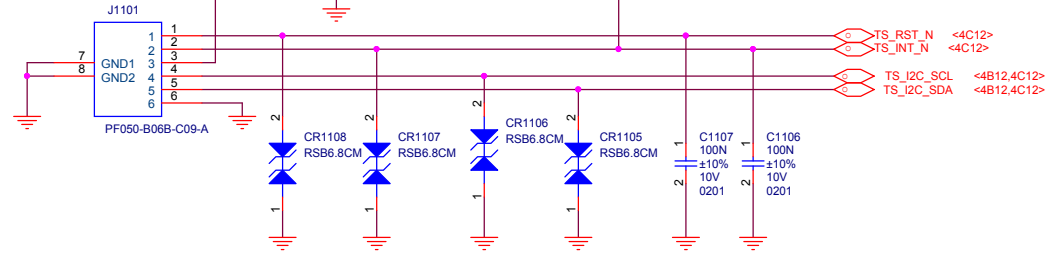 J1101
1 1
2 2
3 3
4 4
5 5
6 6
7 GND1
8 GND2
PF050-B06B-C09-A
TS_RST_N <4C12>
TS_INT_N <4C12>
TS_I2C_SCL <4B12,4C12>
TS_I2C_SDA <4B12,4C12>
2
CR1108
RSB6.8CM
1
2
CR1107
RSB6.8CM
1
2
CR1106
RSB6.8CM
1
2
CR1105
RSB6.8CM
1
1
C1107
100N
±10%
10V
2
0201
1
C1106
100N
±10%
10V
2
0201